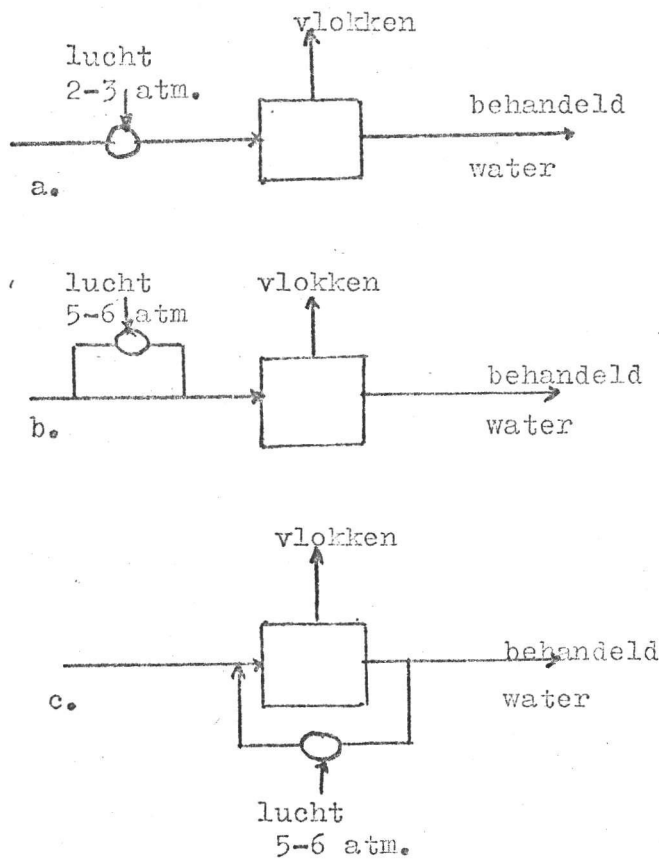 vlokken
lucht
2-3 atm.
behandeld
water
a.
lucht
5-6 atm
vlokken
behandeld
water
b.
vlokken
behandeld
water
c.
lucht
5-6 atm.